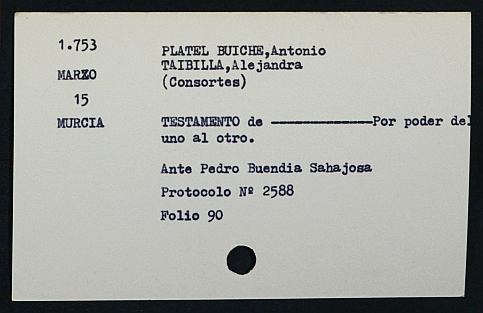 1.753
MARZO
15
MURCIA
PLATEL BUICHE,Antonio
TAIBILLA,Alejandra
(Consortes)
TESTAMENTO de ——————Por poder del
uno al otro.
Ante Pedro Buendia Sahajosa
Protocolo Nº 2588
Folio 90